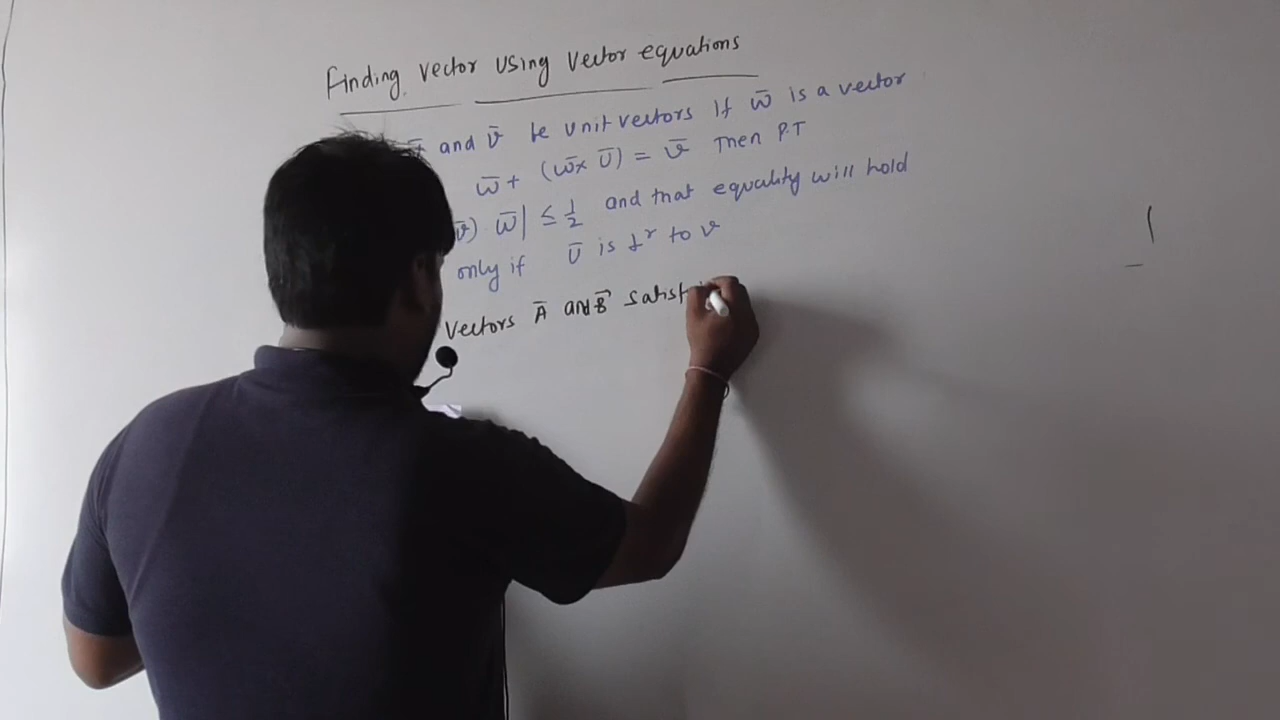 Finding vector using vector equations
and v̄ be unit vectors If w̄ is a vector
w̄ + (w̄× ū) = v̄ Then P.T
v̄) w̄| ≤ 1/2 and that equality will hold
only if ū is ⊥r to v
Vectors Ā and B⃗ satisf